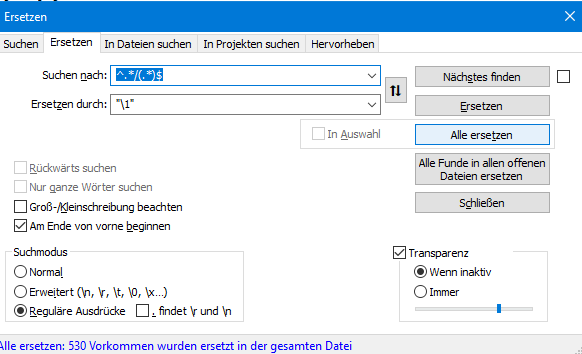 Ersetzen
Suchen Ersetzen In Dateien suchen In Projekten suchen Hervorheben
Suchen nach: ^.*/(.*)$ Nächstes finden
Ersetzen durch: "\1" Ersetzen
In Auswahl Alle ersetzen
Alle Funde in allen offenen
Dateien ersetzen
Rückwärts suchen
Nur ganze Wörter suchen
Schließen
Groß-/Kleinschreibung beachten
Am Ende von vorne beginnen
Suchmodus
Normal
Erweitert (\n, \r, \t, \0, \x...)
Reguläre Ausdrücke . findet \r und \n
Transparenz
Wenn inaktiv
Immer
Alle ersetzen: 530 Vorkommen wurden ersetzt in der gesamten Datei